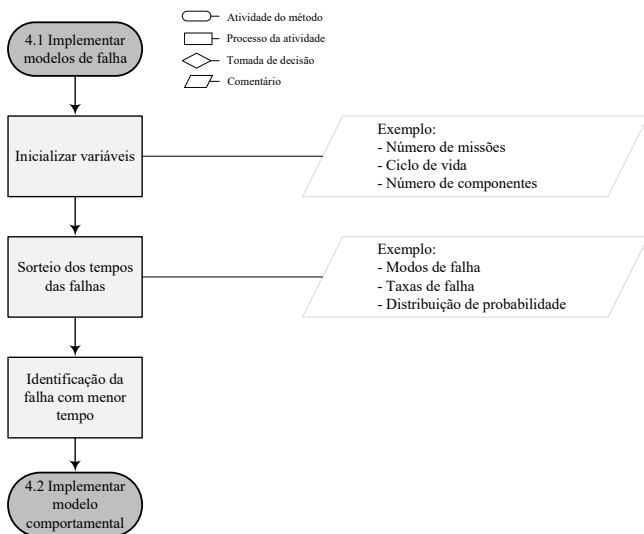 4.1 Implementar
modelos de falha
Atividade do método
Processo da atividade
Tomada de decisão
Comentário
Inicializar variáveis
Exemplo:
- Número de missões
- Ciclo de vida
- Número de componentes
Sorteio dos tempos
das falhas
Exemplo:
- Modos de falha
- Taxas de falha
- Distribuição de probabilidade
Identificação da
falha com menor
tempo
4.2 Implementar
modelo
comportamental